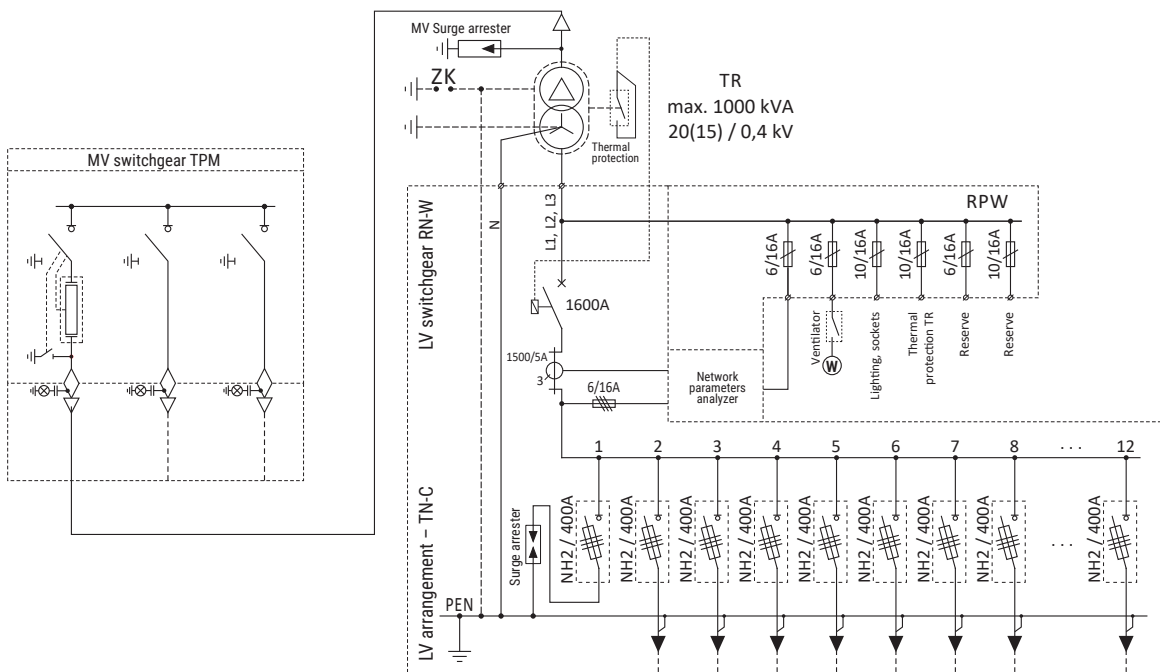 MV Surge arrester
ZK
TR
max. 1000 kVA
20(15) / 0,4 kV
Thermal
protection
MV switchgear TPM
LV switchgear RN-W
N
L1, L2, L3
RPW
6/16A
6/16A
10/16A
10/16A
6/16A
10/16A
1600A
Ventilator
W
Lighting, sockets
Thermal
protection TR
Reserve
Reserve
1500/5A
3
6/16A
Network
parameters
analyzer
1
2
3
4
5
6
7
8
. . .
12
LV arrangement – TN-C
Surge arrester
NH2 / 400A
NH2 / 400A
NH2 / 400A
NH2 / 400A
NH2 / 400A
NH2 / 400A
NH2 / 400A
NH2 / 400A
. . .
NH2 / 400A
PEN